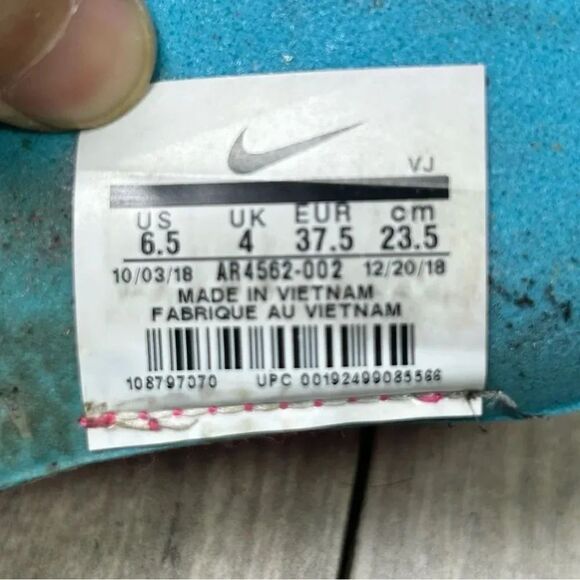 VJ
US UK EUR cm
6.5 4 37.5 23.5
10/03/18 AR4562-002 12/20/18
MADE IN VIETNAM
FABRIQUE AU VIETNAM
108797070 UPC 00192499085566